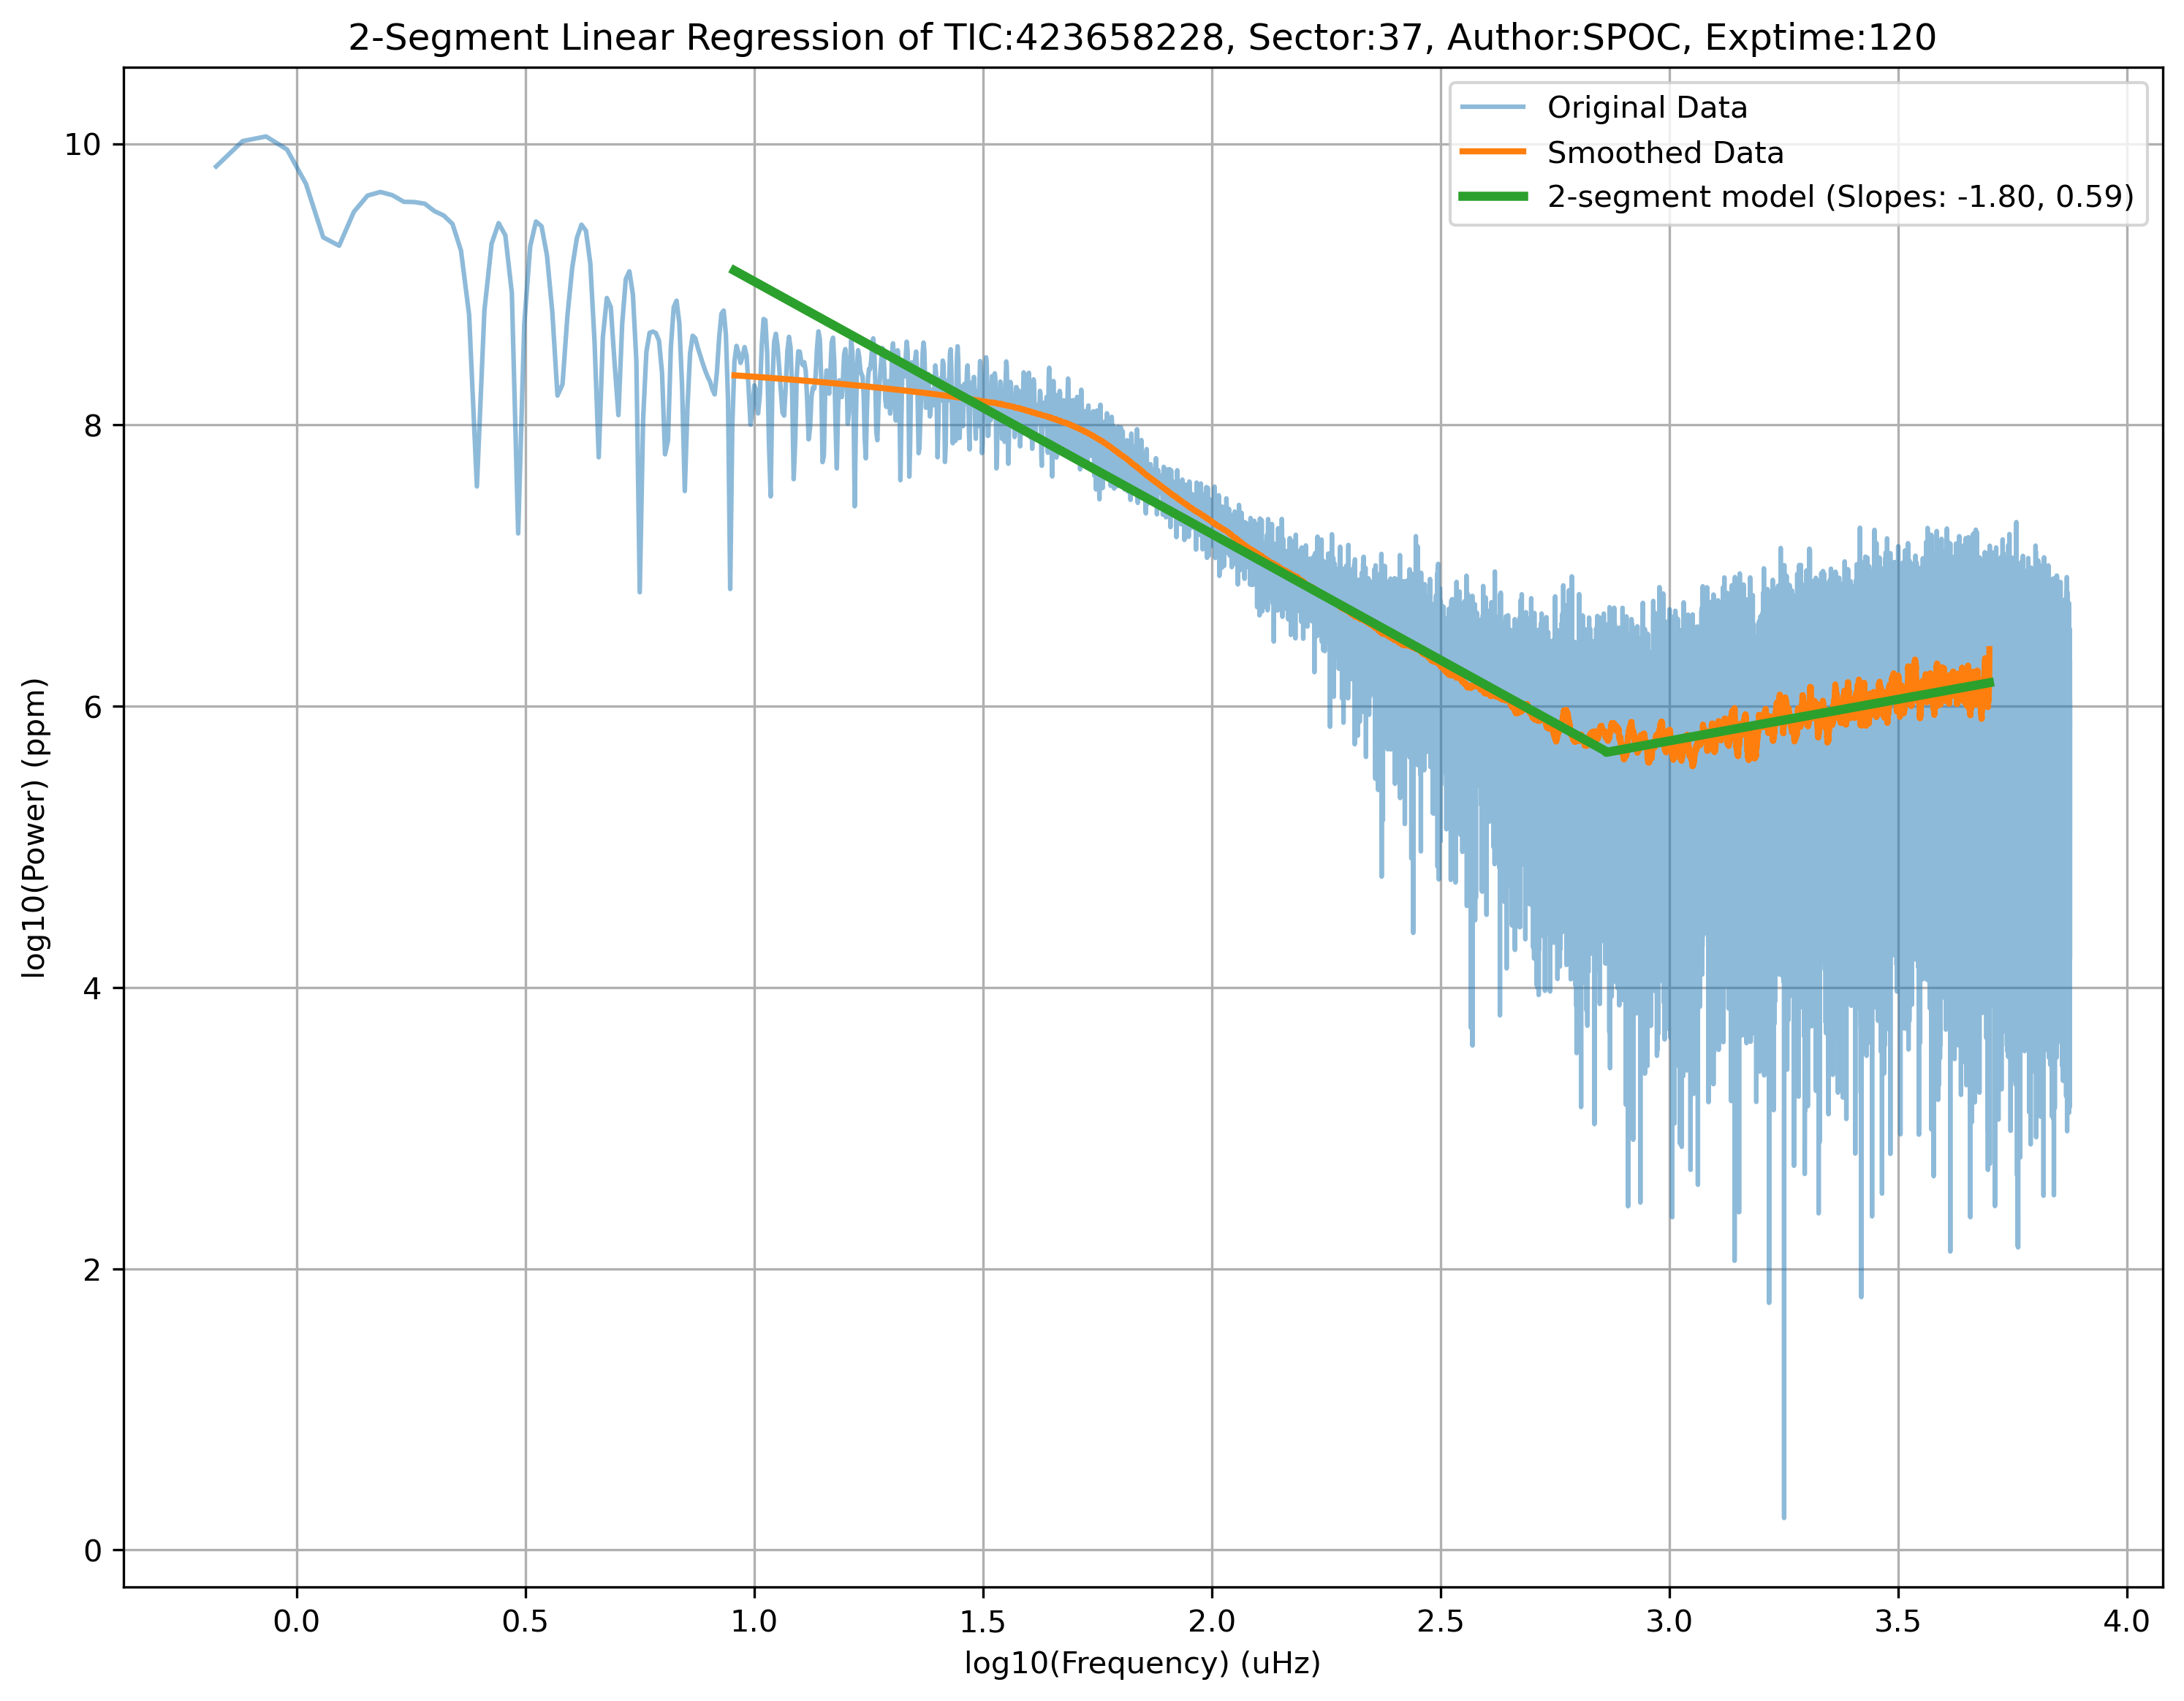 2-Segment Linear Regression of TIC:423658228, Sector:37, Author:SPOC, Exptime:120
Original Data
Smoothed Data
2-segment model (Slopes: -1.80, 0.59)
log10(Power) (ppm)
10
8
6
4
2
0
0.0 0.5 1.0 1.5 2.0 2.5 3.0 3.5 4.0
log10(Frequency) (uHz)